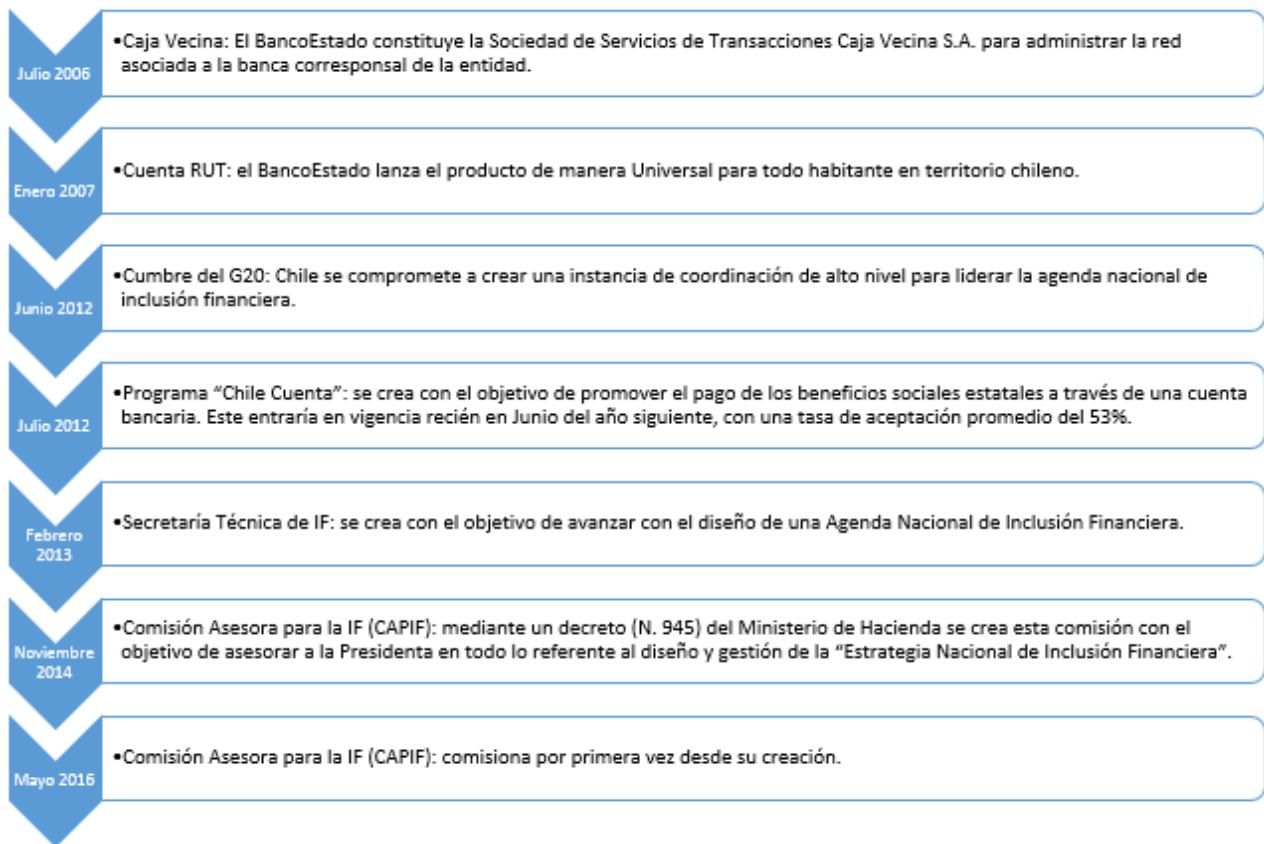 Julio 2006
•Caja Vecina: El BancoEstado constituye la Sociedad de Servicios de Transacciones Caja Vecina S.A. para administrar la red
asociada a la banca corresponsal de la entidad.
Enero 2007
•Cuenta RUT: el BancoEstado lanza el producto de manera Universal para todo habitante en territorio chileno.
Junio 2012
•Cumbre del G20: Chile se compromete a crear una instancia de coordinación de alto nivel para liderar la agenda nacional de
inclusión financiera.
Julio 2012
•Programa “Chile Cuenta”: se crea con el objetivo de promover el pago de los beneficios sociales estatales a través de una cuenta
bancaria. Este entraría en vigencia recién en Junio del año siguiente, con una tasa de aceptación promedio del 53%.
Febrero
2013
•Secretaría Técnica de IF: se crea con el objetivo de avanzar con el diseño de una Agenda Nacional de Inclusión Financiera.
Noviembre
2014
•Comisión Asesora para la IF (CAPIF): mediante un decreto (N. 945) del Ministerio de Hacienda se crea esta comisión con el
objetivo de asesorar a la Presidenta en todo lo referente al diseño y gestión de la “Estrategia Nacional de Inclusión Financiera”.
Mayo 2016
•Comisión Asesora para la IF (CAPIF): comisiona por primera vez desde su creación.